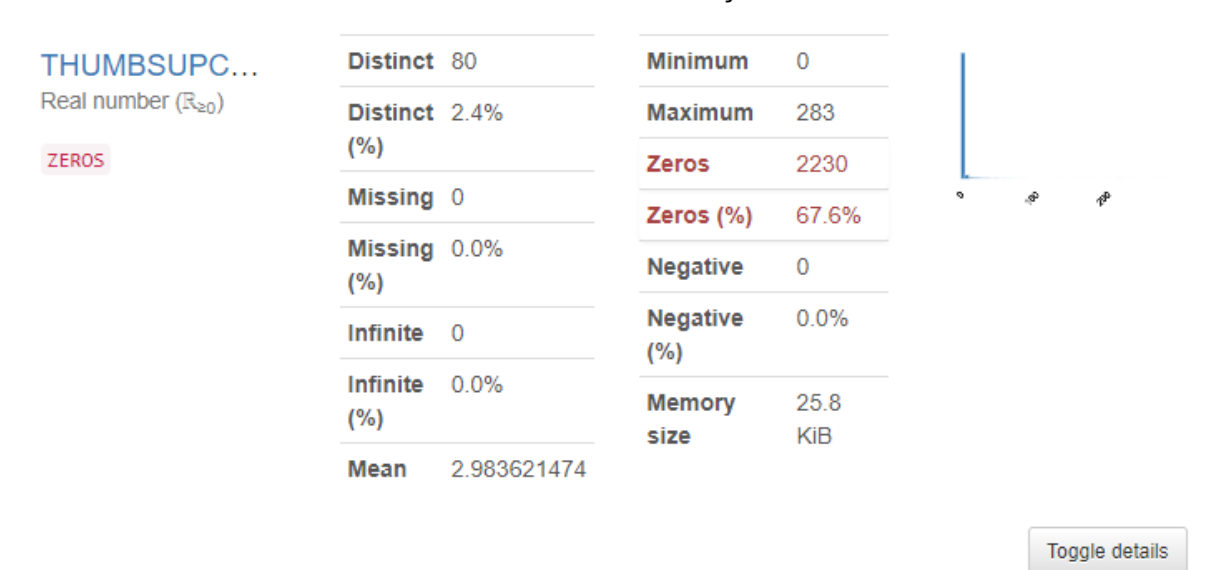 THUMBSUPC...
Real number (ℝ≥0)
ZEROS
Distinct 80
Distinct 2.4%
(%)
Missing 0
Missing 0.0%
(%)
Infinite 0
Infinite 0.0%
(%)
Mean 2.983621474
Minimum 0
Maximum 283
Zeros 2230
Zeros (%) 67.6%
Negative 0
Negative 0.0%
(%)
Memory 25.8
size KiB
0
Toggle details